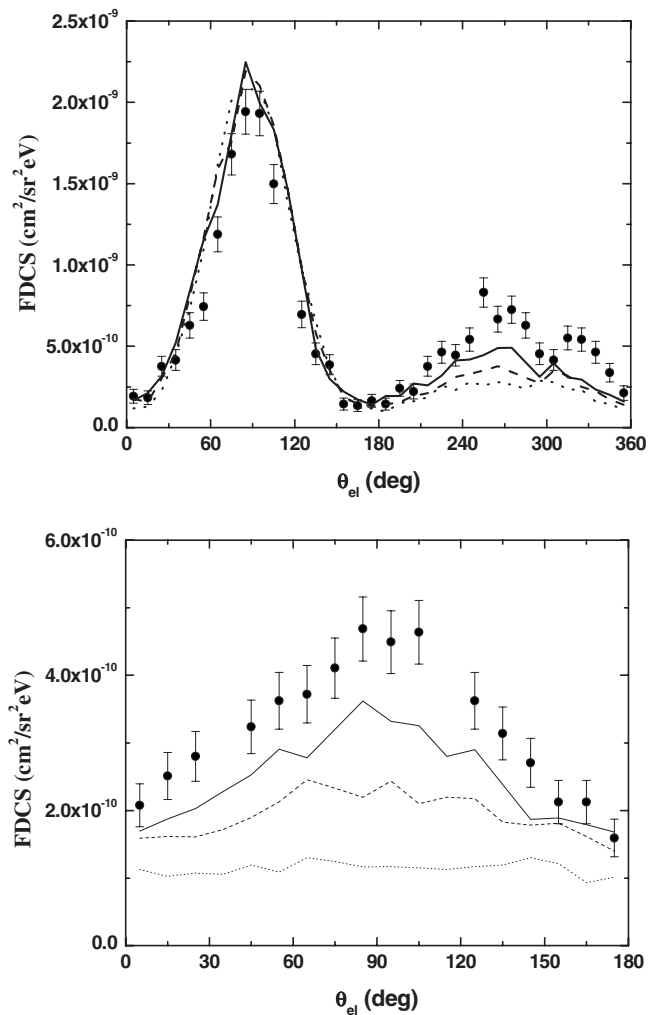 2.5x10⁻⁹
2.0x10⁻⁹
1.5x10⁻⁹
1.0x10⁻⁹
5.0x10⁻¹⁰
0.0
FDCS (cm²/sr²eV)
0 60 120 180 240 300 360
θel (deg)
6.0x10⁻¹⁰
4.0x10⁻¹⁰
2.0x10⁻¹⁰
0.0
FDCS (cm²/sr²eV)
0 30 60 90 120 150 180
θel (deg)